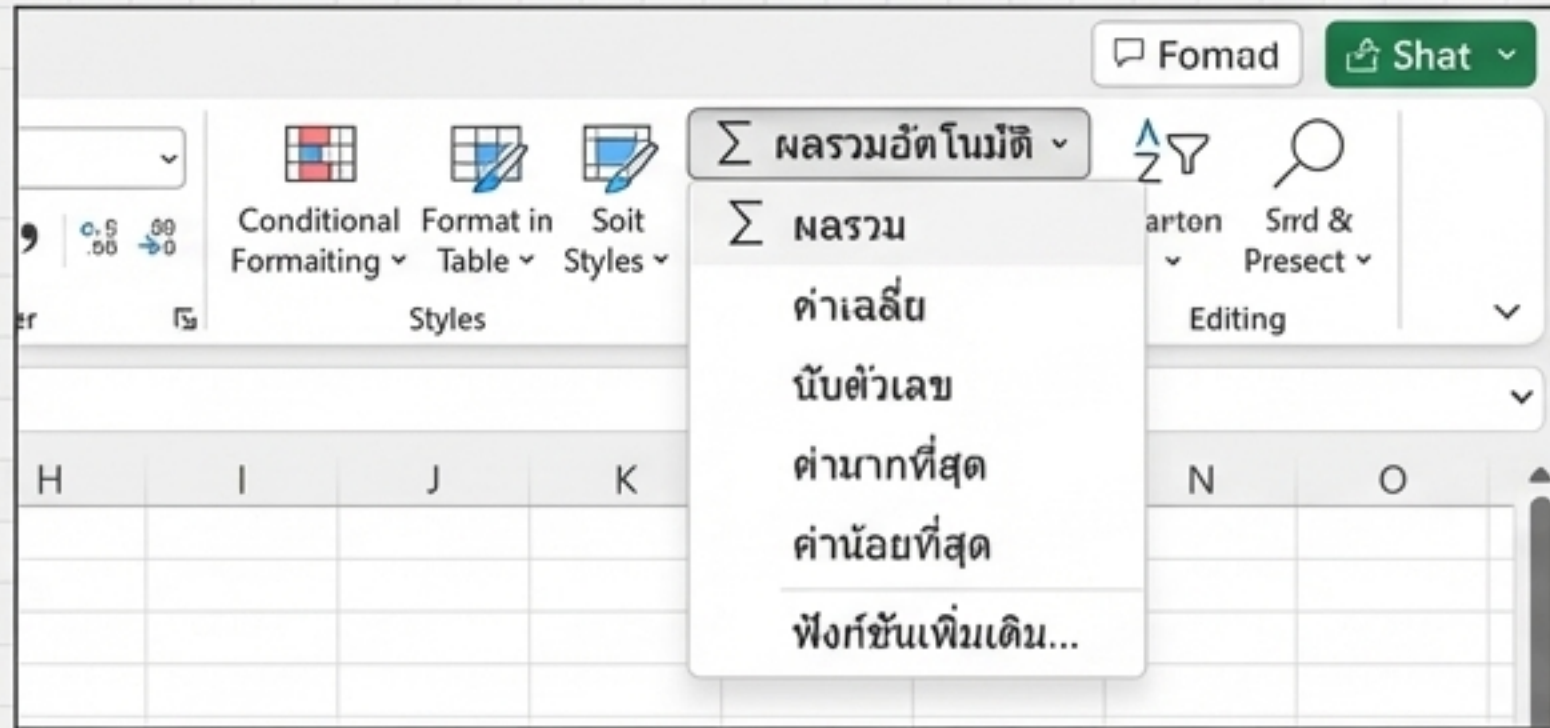 Fomad
Shat
Σ ผลรวมอัตโนมัติ
Conditional Formaiting
Format in Table
Soit Styles
arton
Srrd & Presect
Styles
Editing
Σ ผลรวม
ค่าเฉลี่ย
นับตัวเลข
ค่ามากที่สุด
ค่าน้อยที่สุด
ฟังก์ชันเพิ่มเติม...
er
H I J K N O